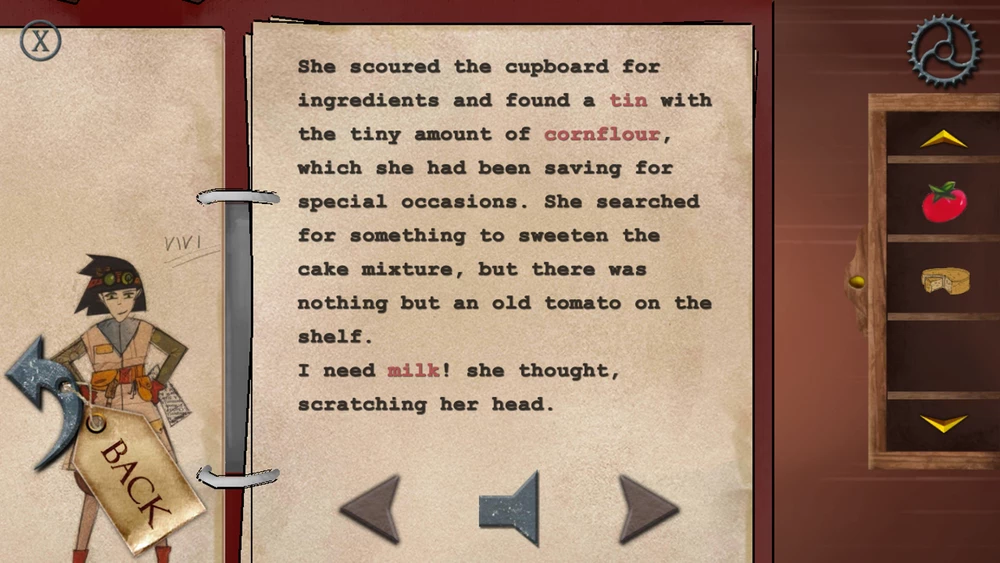 X
She scoured the cupboard for
ingredients and found a tin with
the tiny amount of cornflour,
which she had been saving for
special occasions. She searched
for something to sweeten the
cake mixture, but there was
nothing but an old tomato on the
shelf.
I need milk! she thought,
scratching her head.
VIVI
BACK